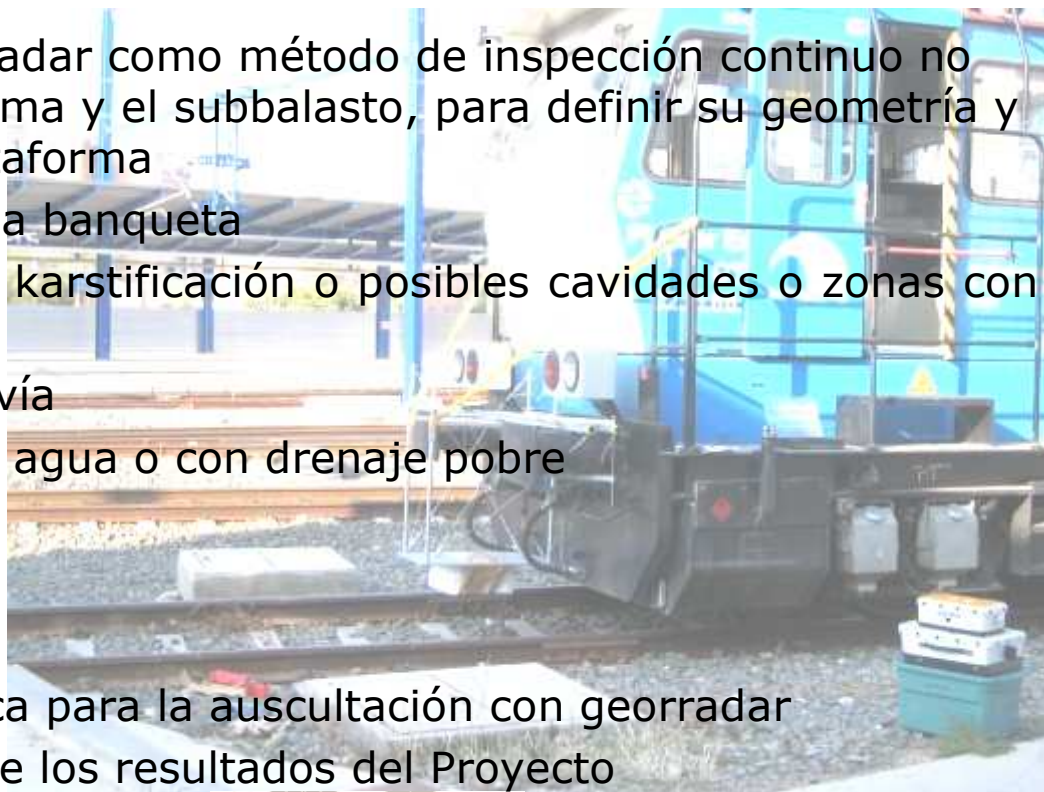 adar como método de inspección continuo no
ma y el subbalasto, para definir su geometría y
taforma
a banqueta
karstificación o posibles cavidades o zonas con
vía
agua o con drenaje pobre
ca para la auscultación con georradar
e los resultados del Proyecto